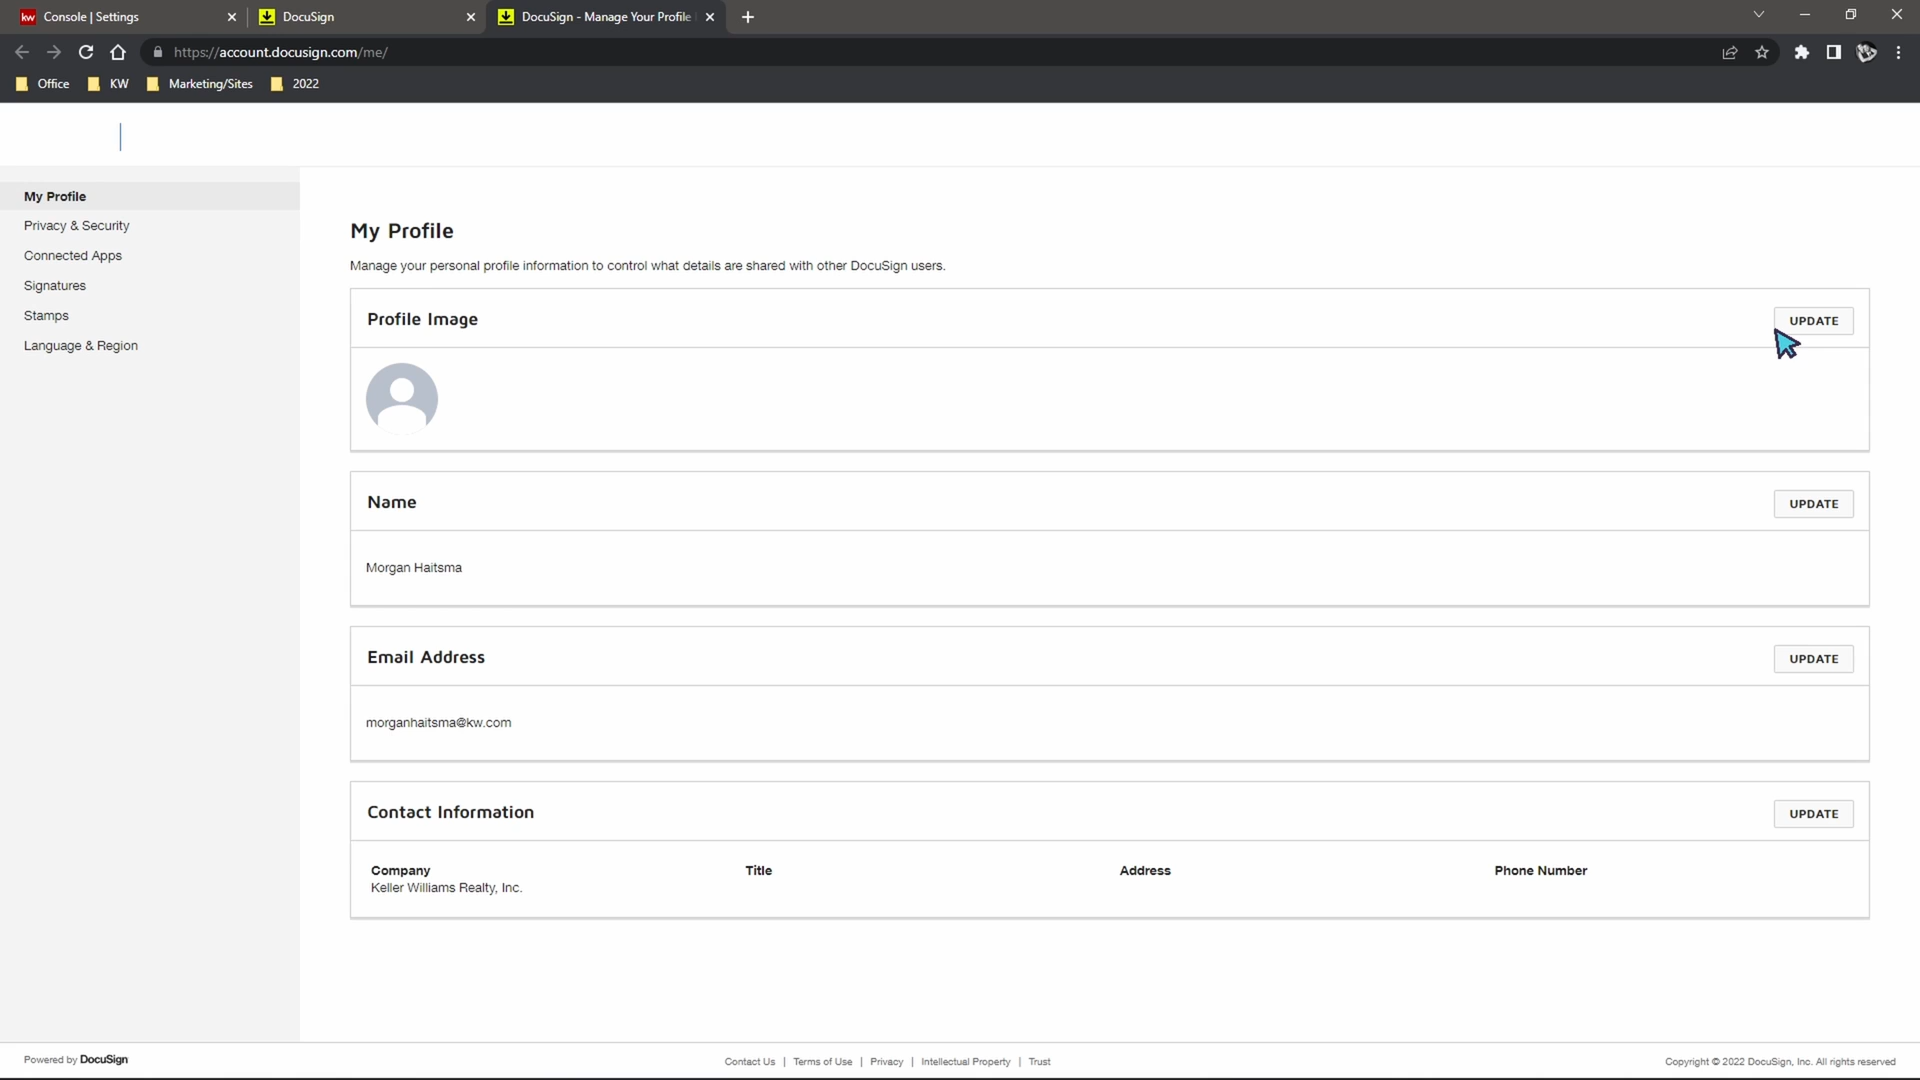 kw Console | Settings
DocuSign
DocuSign - Manage Your Profile
https://account.docusign.com/me/
Office
KW
Marketing/Sites
2022
My Profile
Privacy & Security
Connected Apps
Signatures
Stamps
Language & Region
My Profile
Manage your personal profile information to control what details are shared with other DocuSign users.
Profile Image
UPDATE
Name
UPDATE
Morgan Haitsma
Email Address
UPDATE
morganhaitsma@kw.com
Contact Information
UPDATE
Company
Title
Address
Phone Number
Keller Williams Realty, Inc.
Powered by DocuSign
Contact Us | Terms of Use | Privacy | Intellectual Property | Trust
Copyright © 2022 DocuSign, Inc. All rights reserved